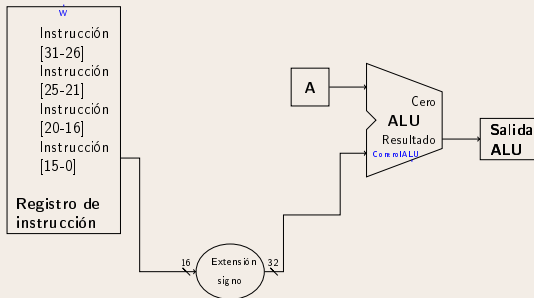 W
Instrucción
[31-26]
Instrucción
[25-21]
Instrucción
[20-16]
Instrucción
[15-0]
Registro de
instrucción
16
Extensión
signo
32
A
Cero
ALU
Resultado
ControlALU
Salida
ALU